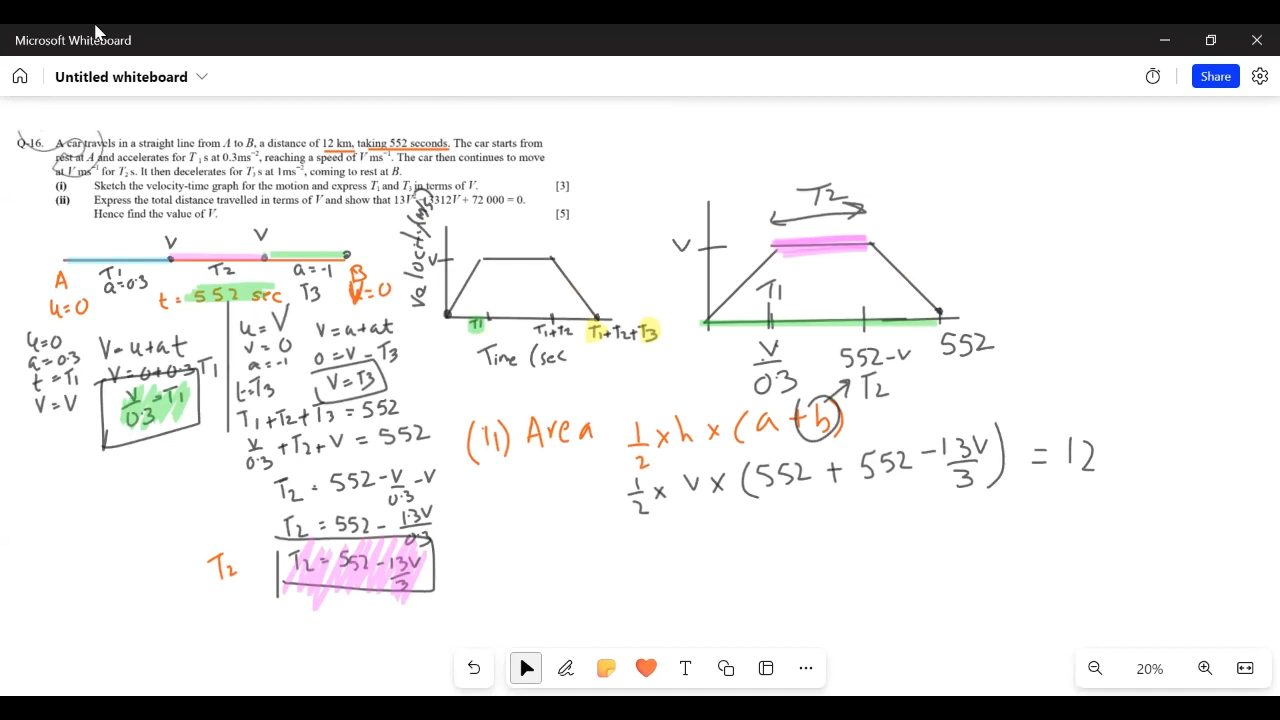 Microsoft Whiteboard
Untitled whiteboard
Share
Q-16. A car travels in a straight line from A to B, a distance of 12 km, taking 552 seconds. The car starts from
rest at A and accelerates for T₁ s at 0.3ms⁻², reaching a speed of V ms⁻¹. The car then continues to move
at V ms⁻¹ for T₂ s. It then decelerates for T₃ s at 1ms⁻², coming to rest at B.
(i) Sketch the velocity-time graph for the motion and express T₁ and T₃ in terms of V. [3]
(ii) Express the total distance travelled in terms of V and show that 13V² - 3312V + 72 000 = 0.
Hence find the value of V. [5]
V V
A T1 T2 a=-1 B
a=0.3
u=0 t= 552 sec T3 V=0
u=0
a=0.3
t=T1
V=V
V=u+at
V=0+0.3T1
V/0.3=T1
u=V
v=0
a=-1
t=T3
V=u+at
0=V-T3
V=T3
T1+T2+T3=552
V/0.3+T2+V=552
T2=552-V/0.3-V
T2=552-1.3V/0.3
T2 T2=552-13V/3
Velocity (m/s)
V
T1 T1+T2 T1+T2+T3
Time (sec
T2
V
T1
V/0.3 552-V 552
T2
(ii) Area 1/2 x h x (a+b)
1/2 x V x (552+552-13V/3) = 12
20%